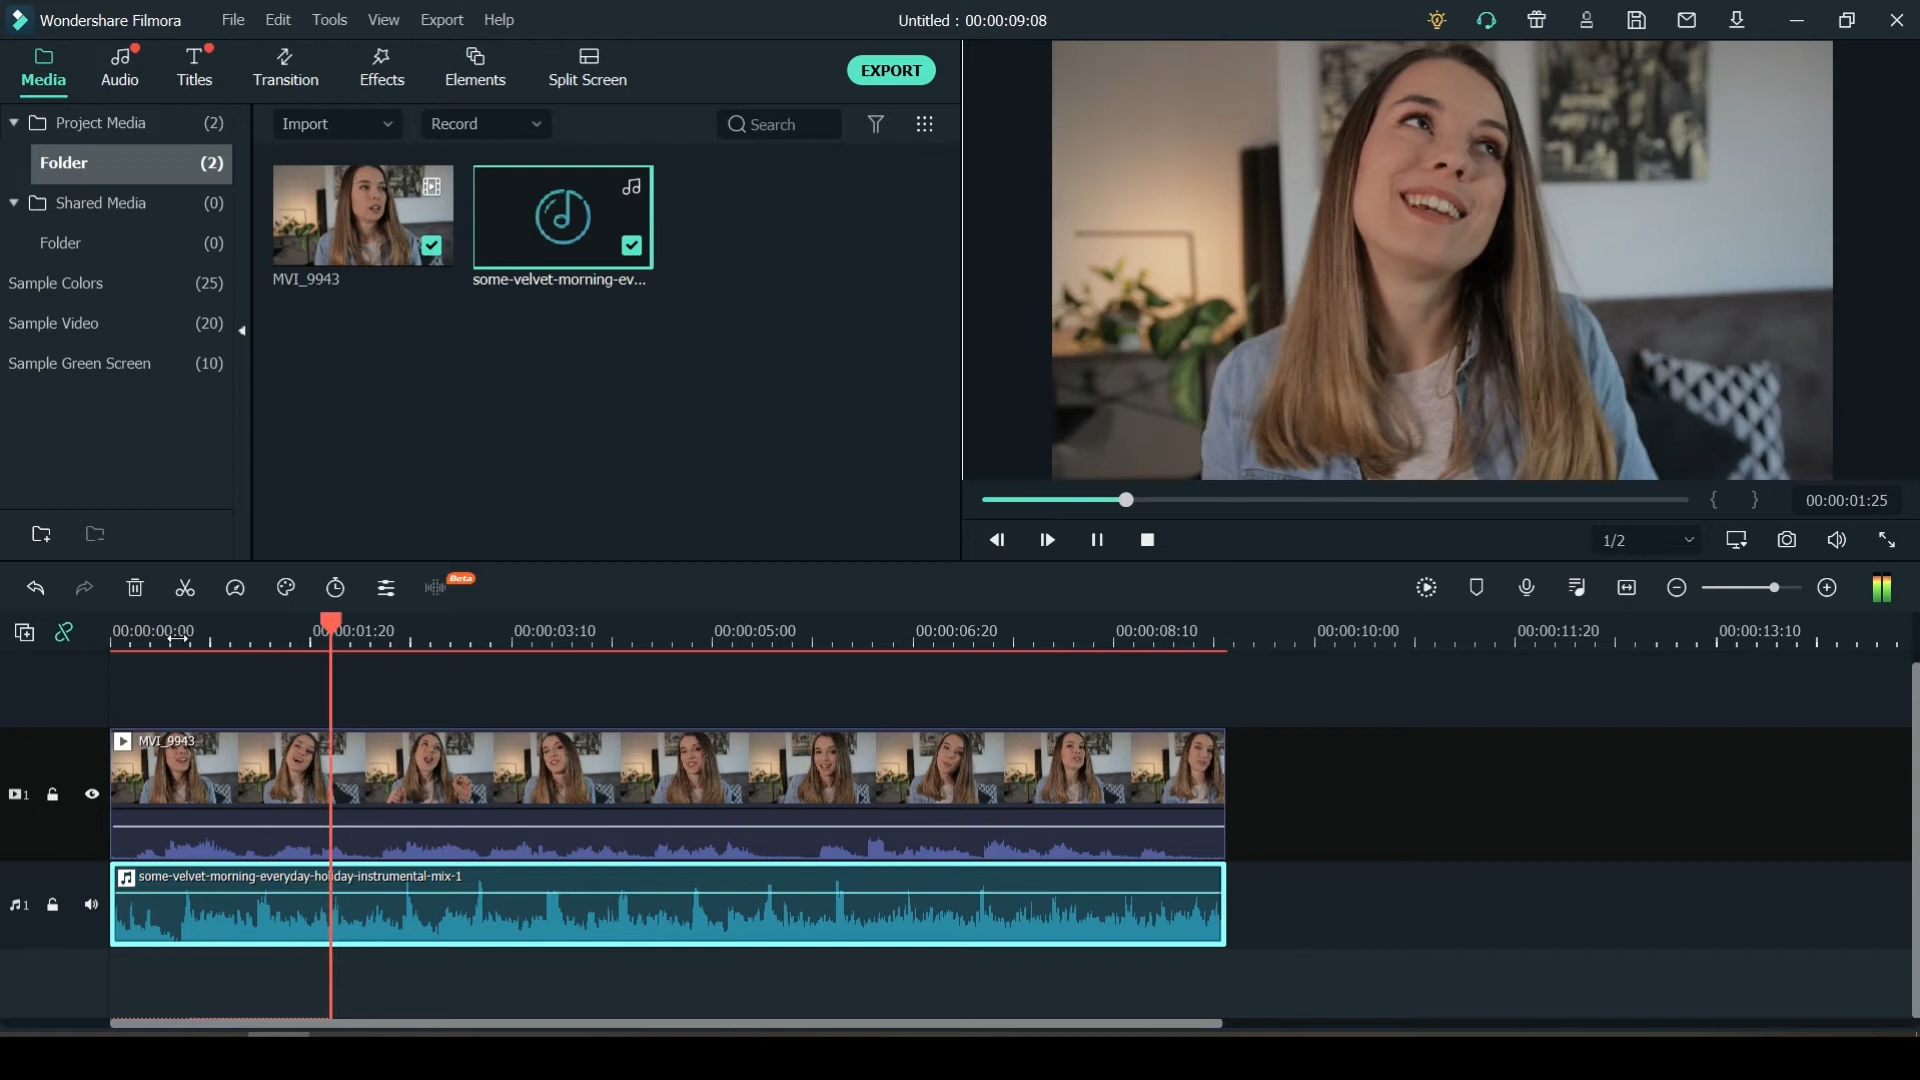 Wondershare Filmora File Edit Tools View Export Help Untitled : 00:00:09:08
Media Audio Titles Transition Effects Elements Split Screen EXPORT
Project Media (2)
Folder (2)
Shared Media (0)
Folder (0)
Sample Colors (25)
Sample Video (20)
Sample Green Screen (10)
Import Record Search
MVI_9943 some-velvet-morning-ev...
{ } 00:00:01:25
1/2
Beta
00:00:00:00 00:00:01:20 00:00:03:10 00:00:05:00 00:00:06:20 00:00:08:10 00:00:10:00 00:00:11:20 00:00:13:10
MVI_9943
1
some-velvet-morning-everyday-holiday-instrumental-mix-1
1